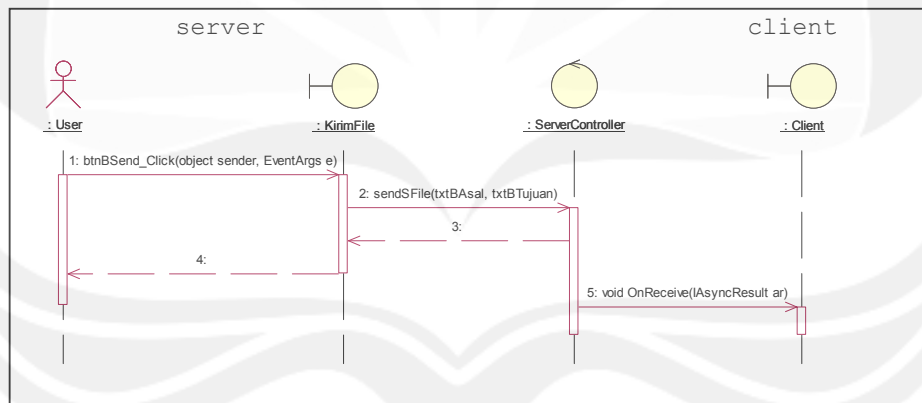 server
client
: User
: KirimFile
: ServerController
: Client
1: btnBSend_Click(object sender, EventArgs e)
2: sendSFile(txtBAsal, txtBTujuan)
3:
4:
5: void OnReceive(IAsyncResult ar)